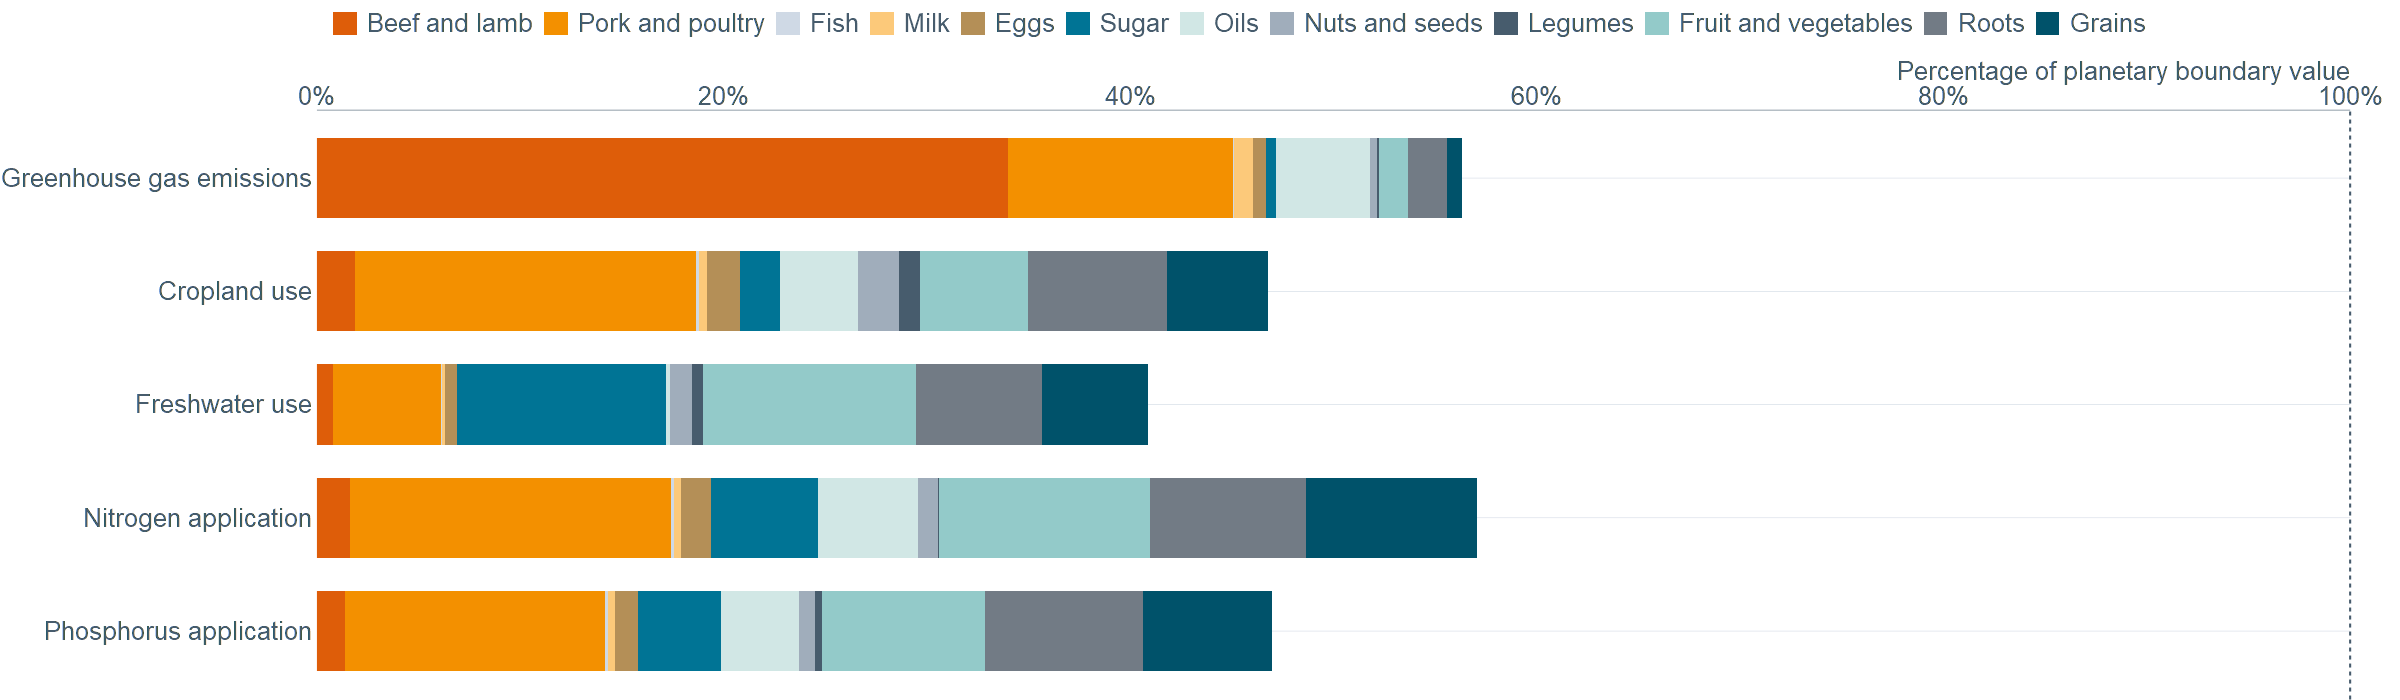 Beef and lamb Pork and poultry Fish Milk Eggs Sugar Oils Nuts and seeds Legumes Fruit and vegetables Roots Grains
Percentage of planetary boundary value
0% 20% 40% 60% 80% 100%
Greenhouse gas emissions
Cropland use
Freshwater use
Nitrogen application
Phosphorus application